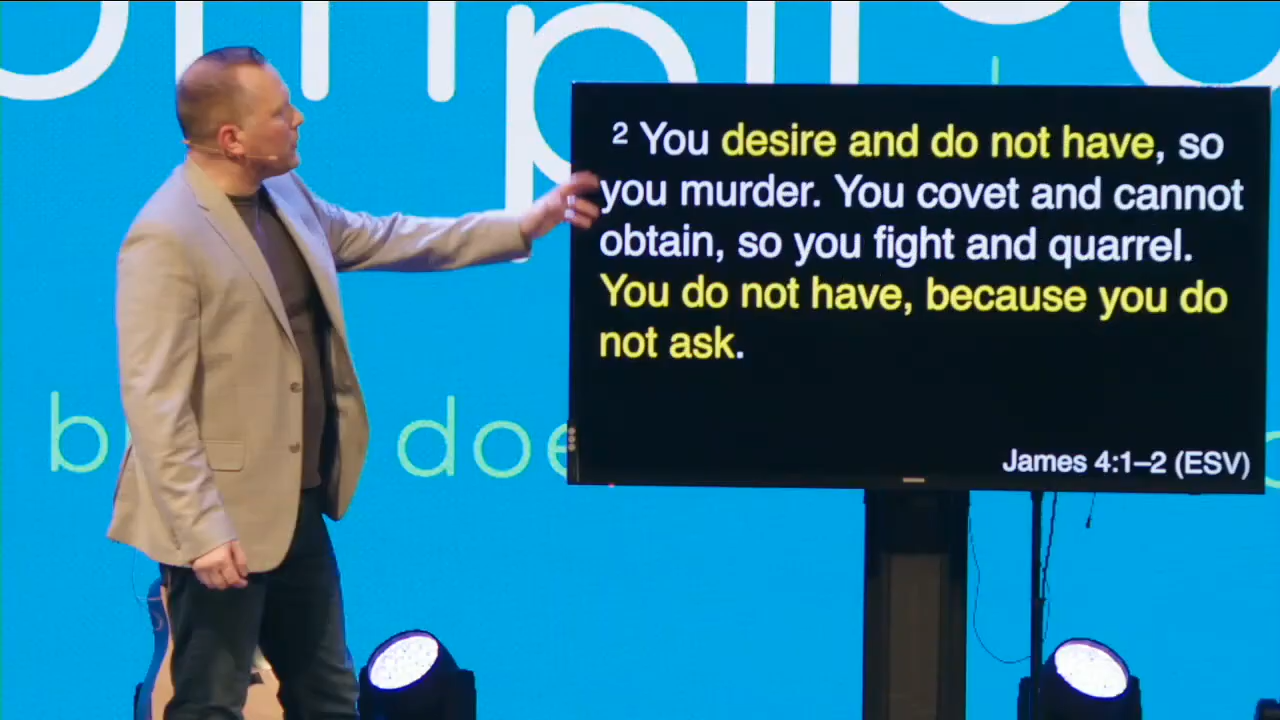 2 You desire and do not have, so
you murder. You covet and cannot
obtain, so you fight and quarrel.
You do not have, because you do
not ask.
James 4:1–2 (ESV)